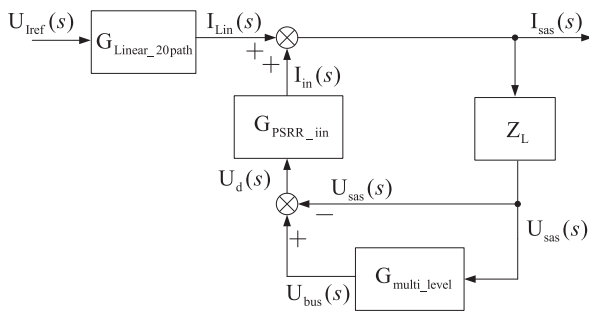 U_Iref(s)
G_Linear_20path
I_Lin(s)
+
+
I_sas(s)
I_in(s)
G_PSRR_iin
Z_L
U_d(s)
U_sas(s)
−
+
U_sas(s)
G_multi_level
U_bus(s)